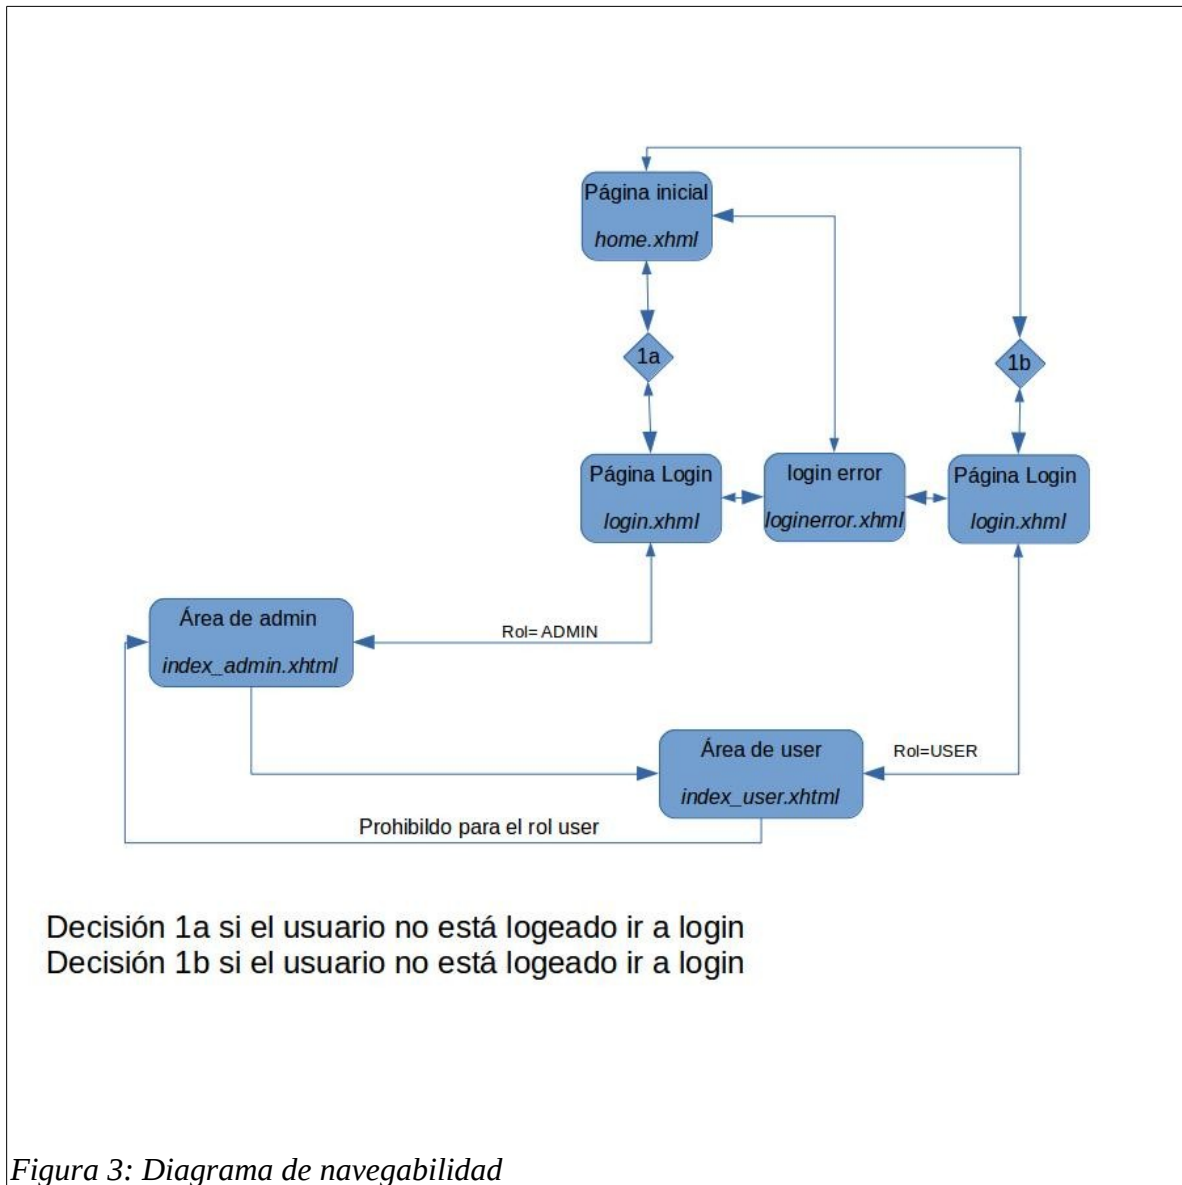 Página inicial
home.xhml
1a
1b
Página Login
login.xhml
login error
loginerror.xhml
Página Login
login.xhml
Área de admin
index_admin.xhtml
Rol= ADMIN
Área de user
index_user.xhtml
Rol=USER
Prohibildo para el rol user
Decisión 1a si el usuario no está logeado ir a login
Decisión 1b si el usuario no está logeado ir a login
Figura 3: Diagrama de navegabilidad